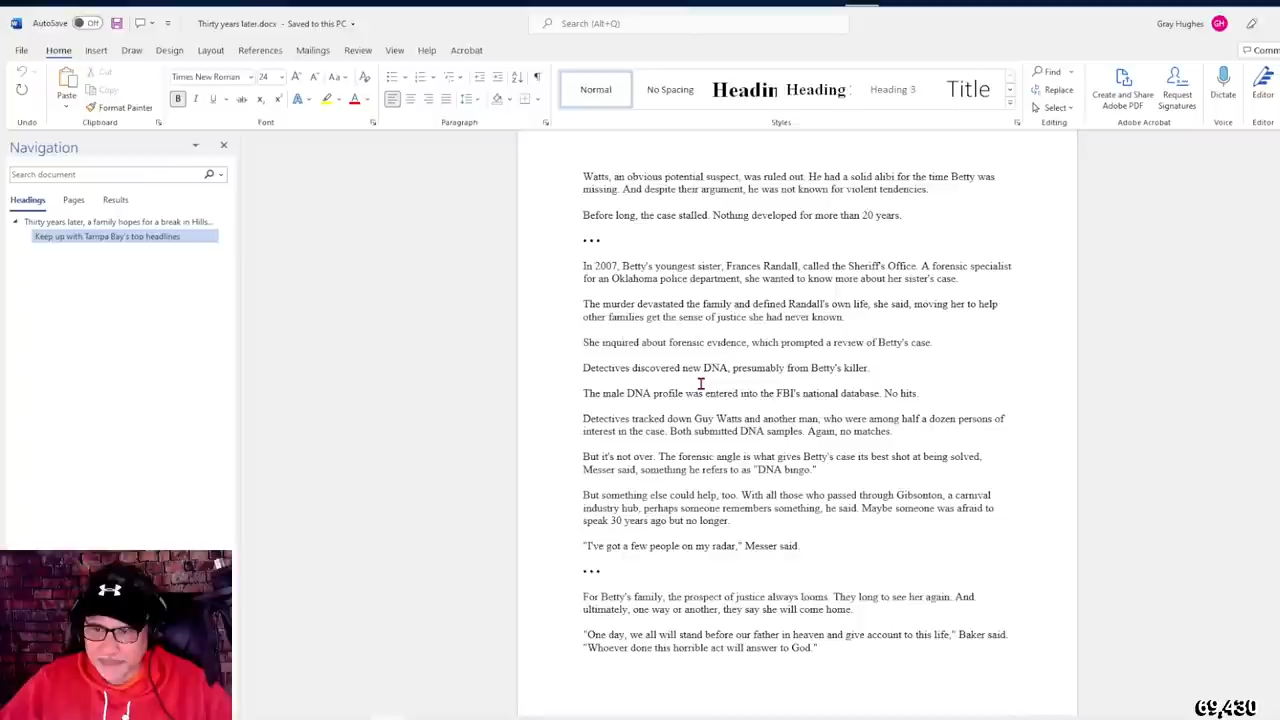 AutoSave Off
Thirty years later.docx - Saved to this PC
Search (Alt+Q)
Gray Hughes GH
File Home Insert Draw Design Layout References Mailings Review View Help Acrobat
Comm
Undo
Paste
Cut
Copy
Format Painter
Clipboard
Times New Roman 24
Font
Paragraph
Normal
No Spacing
Headin
Heading
Heading 3
Title
Styles
Find
Replace
Select
Editing
Create and Share Adobe PDF
Request Signatures
Adobe Acrobat
Dictate
Voice
Editor
Editor
Navigation
Search document
Headings Pages Results
Thirty years later, a family hopes for a break in Hills...
Keep up with Tampa Bay's top headlines
Watts, an obvious potential suspect, was ruled out. He had a solid alibi for the time Betty was
missing. And despite their argument, he was not known for violent tendencies.
Before long, the case stalled. Nothing developed for more than 20 years.
• • •
In 2007, Betty's youngest sister, Frances Randall, called the Sheriff's Office. A forensic specialist
for an Oklahoma police department, she wanted to know more about her sister's case.
The murder devastated the family and defined Randall's own life, she said, moving her to help
other families get the sense of justice she had never known.
She inquired about forensic evidence, which prompted a review of Betty's case.
Detectives discovered new DNA, presumably from Betty's killer.
The male DNA profile was entered into the FBI's national database. No hits.
Detectives tracked down Guy Watts and another man, who were among half a dozen persons of
interest in the case. Both submitted DNA samples. Again, no matches.
But it's not over. The forensic angle is what gives Betty's case its best shot at being solved,
Messer said, something he refers to as "DNA bingo."
But something else could help, too. With all those who passed through Gibsonton, a carnival
industry hub, perhaps someone remembers something, he said. Maybe someone was afraid to
speak 30 years ago but no longer.
"I've got a few people on my radar," Messer said.
• • •
For Betty's family, the prospect of justice always looms. They long to see her again. And
ultimately, one way or another, they say she will come home.
"One day, we all will stand before our father in heaven and give account to this life," Baker said.
"Whoever done this horrible act will answer to God."
69,430